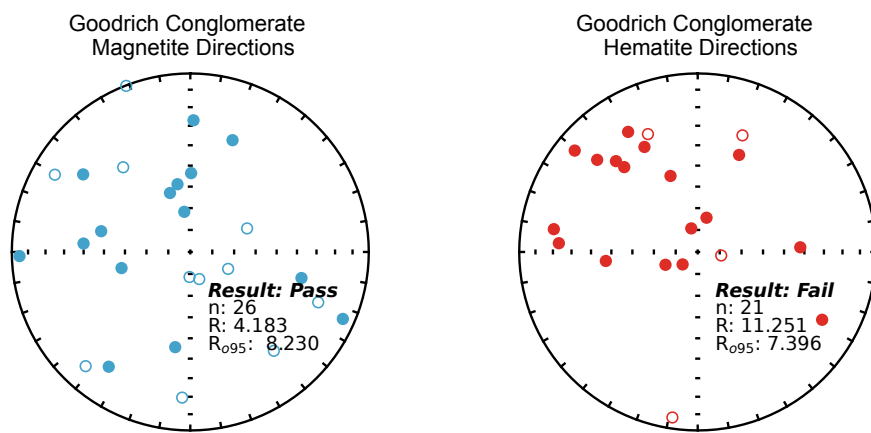 Goodrich Conglomerate
Magnetite Directions
Result: Pass
n: 26
R: 4.183
Ro95: 8.230
Goodrich Conglomerate
Hematite Directions
Result: Fail
n: 21
R: 11.251
Ro95: 7.396